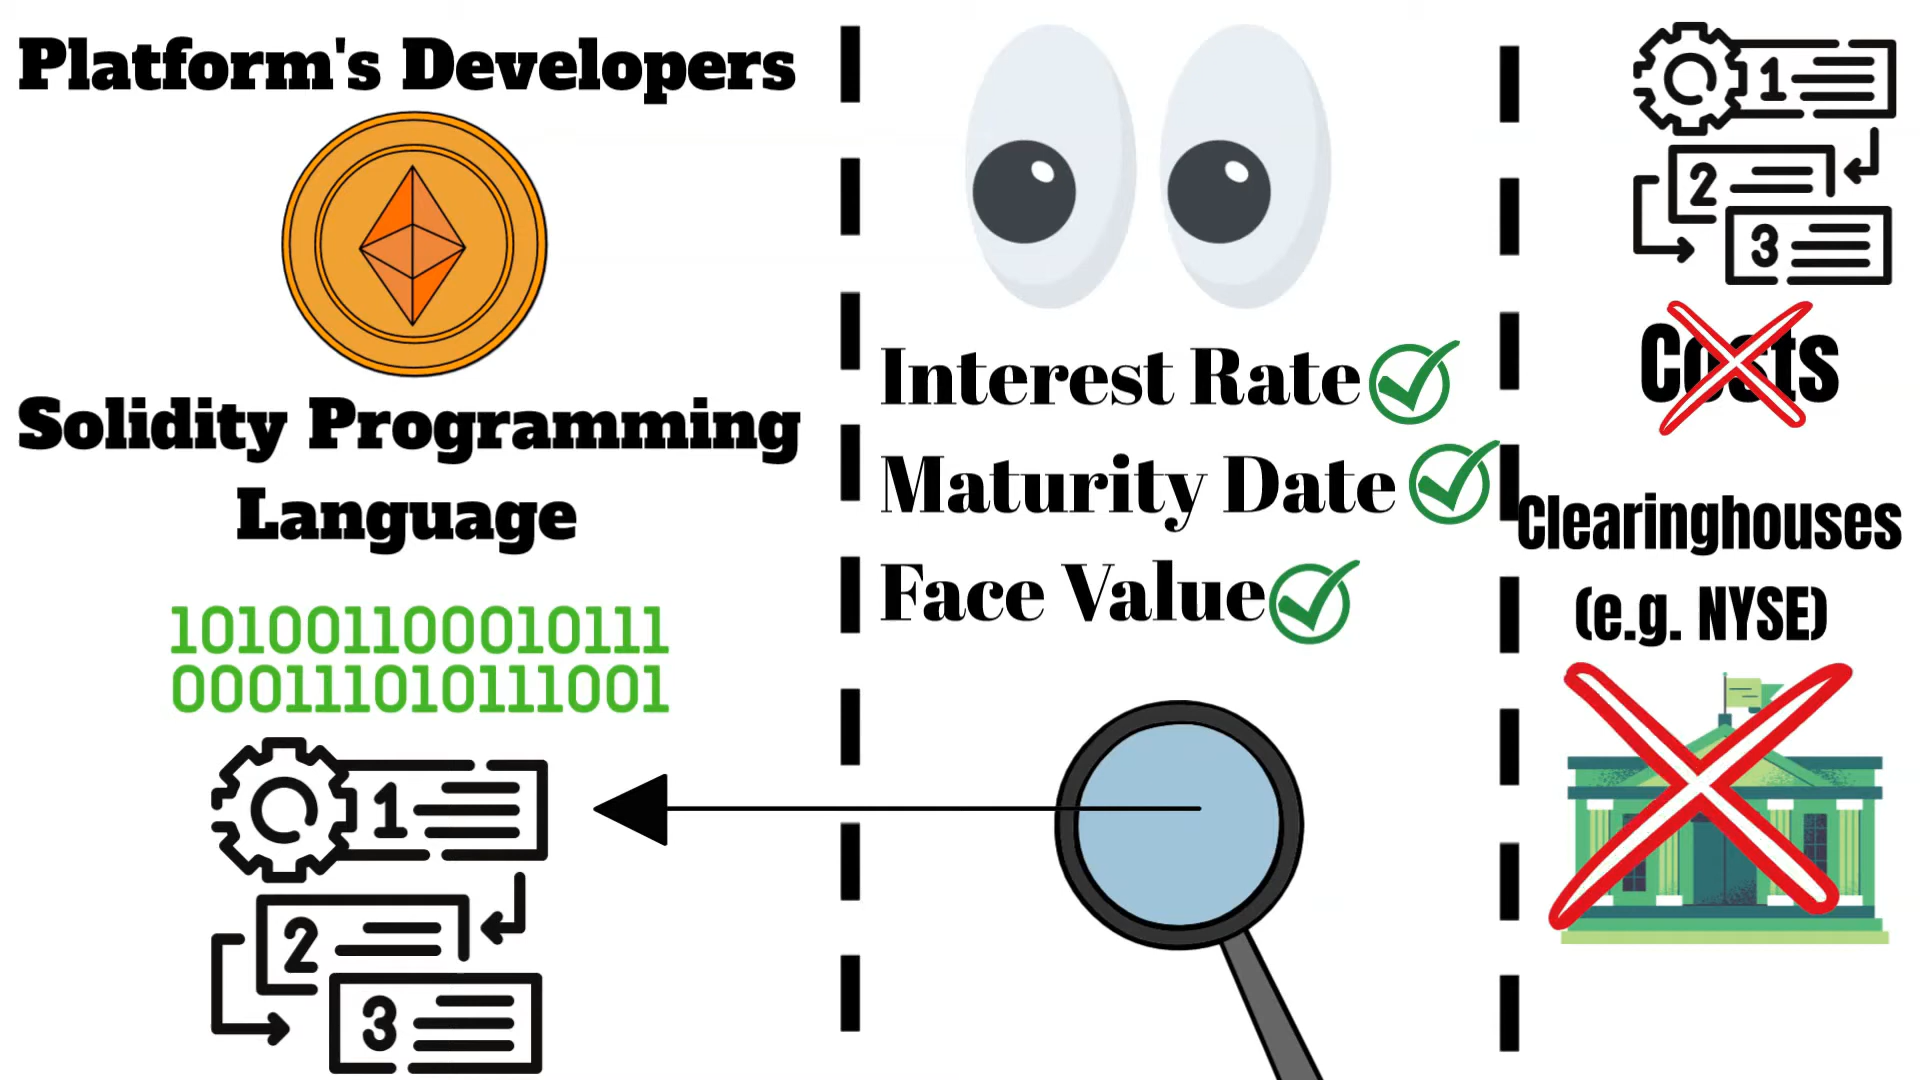 Platform's Developers
Solidity Programming
Language
101001100010111
0001110101111001
1
2
3
Interest Rate
Maturity Date
Face Value
1
2
3
Costs
Clearinghouses
(e.g. NYSE)